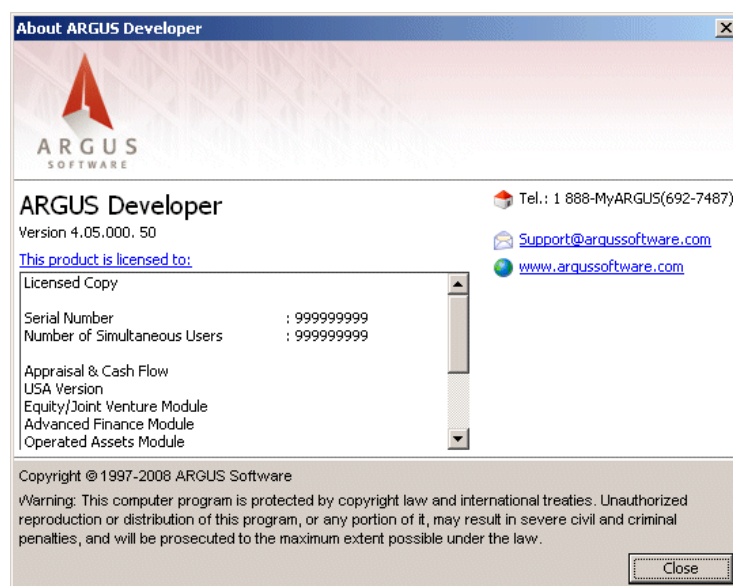 About ARGUS Developer
ARGUS
SOFTWARE
ARGUS Developer
Version 4.05.000. 50
This product is licensed to:
Licensed Copy
Serial Number : 999999999
Number of Simultaneous Users : 999999999
Appraisal & Cash Flow
USA Version
Equity/Joint Venture Module
Advanced Finance Module
Operated Assets Module
Tel.: 1 888-MyARGUS(692-7487)
Support@argussoftware.com
www.argussoftware.com
Copyright © 1997-2008 ARGUS Software
Warning: This computer program is protected by copyright law and international treaties. Unauthorized
reproduction or distribution of this program, or any portion of it, may result in severe civil and criminal
penalties, and will be prosecuted to the maximum extent possible under the law.
Close